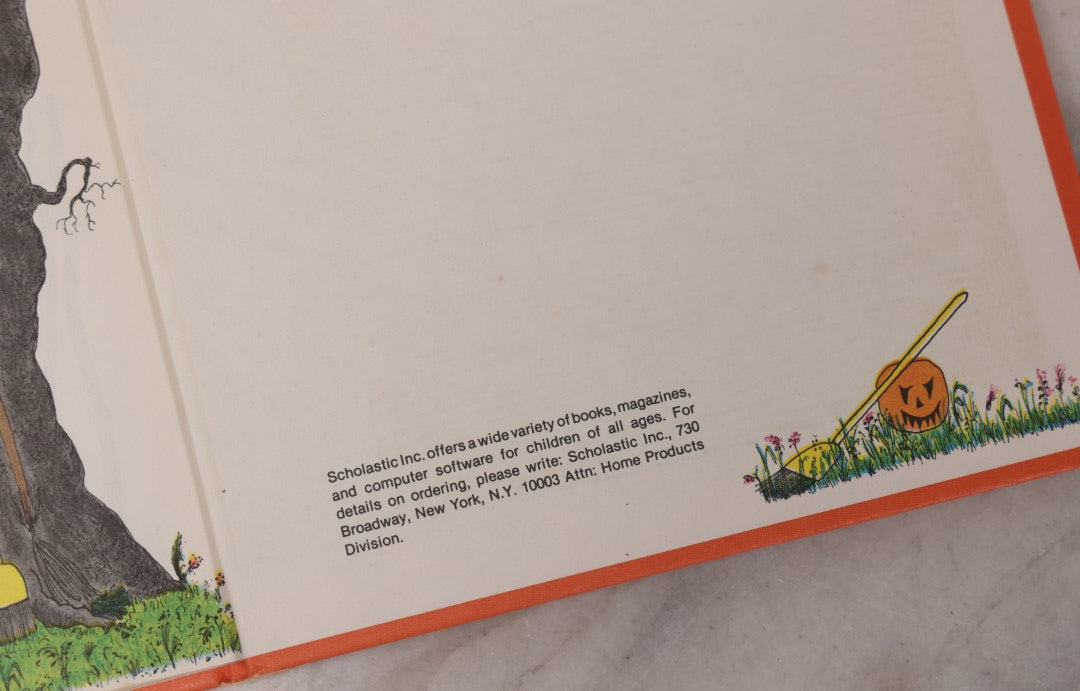 Scholastic Inc. offers a wide variety of books, magazines,
and computer software for children of all ages. For
details on ordering, please write: Scholastic Inc., 730
Broadway, New York, N.Y. 10003 Attn: Home Products
Division.